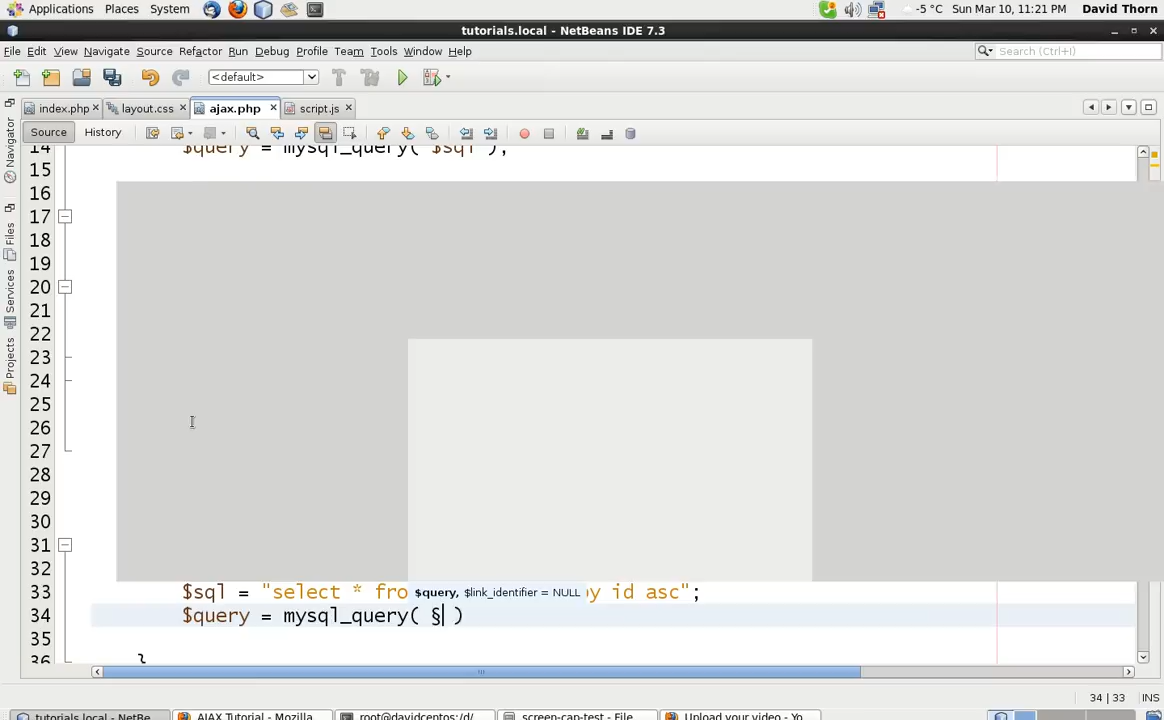 Applications Places System -5 °C Sun Mar 10, 11:21 PM David Thorn
tutorials.local - NetBeans IDE 7.3
File Edit View Navigate Source Refactor Run Debug Profile Team Tools Window Help Search (Ctrl+I)
<default>
index.php layout.css ajax.php script.js
Source History
Navigator
Files
Services
Projects
14 $query = mysql_query( $sql );
15
16
17
18
19
20
21
22
23
24
25
26
27
28
29
30
31
32
33 $sql = "select * fro y id asc";
$query, $link_identifier = NULL
34 $query = mysql_query( § )
35
36 }
34 | 33 INS
tutorials.local - NetBe... AJAX Tutorial - Mozilla ... root@davidcentos:/d/... screen-cap-test - File... Upload your video - Yo...